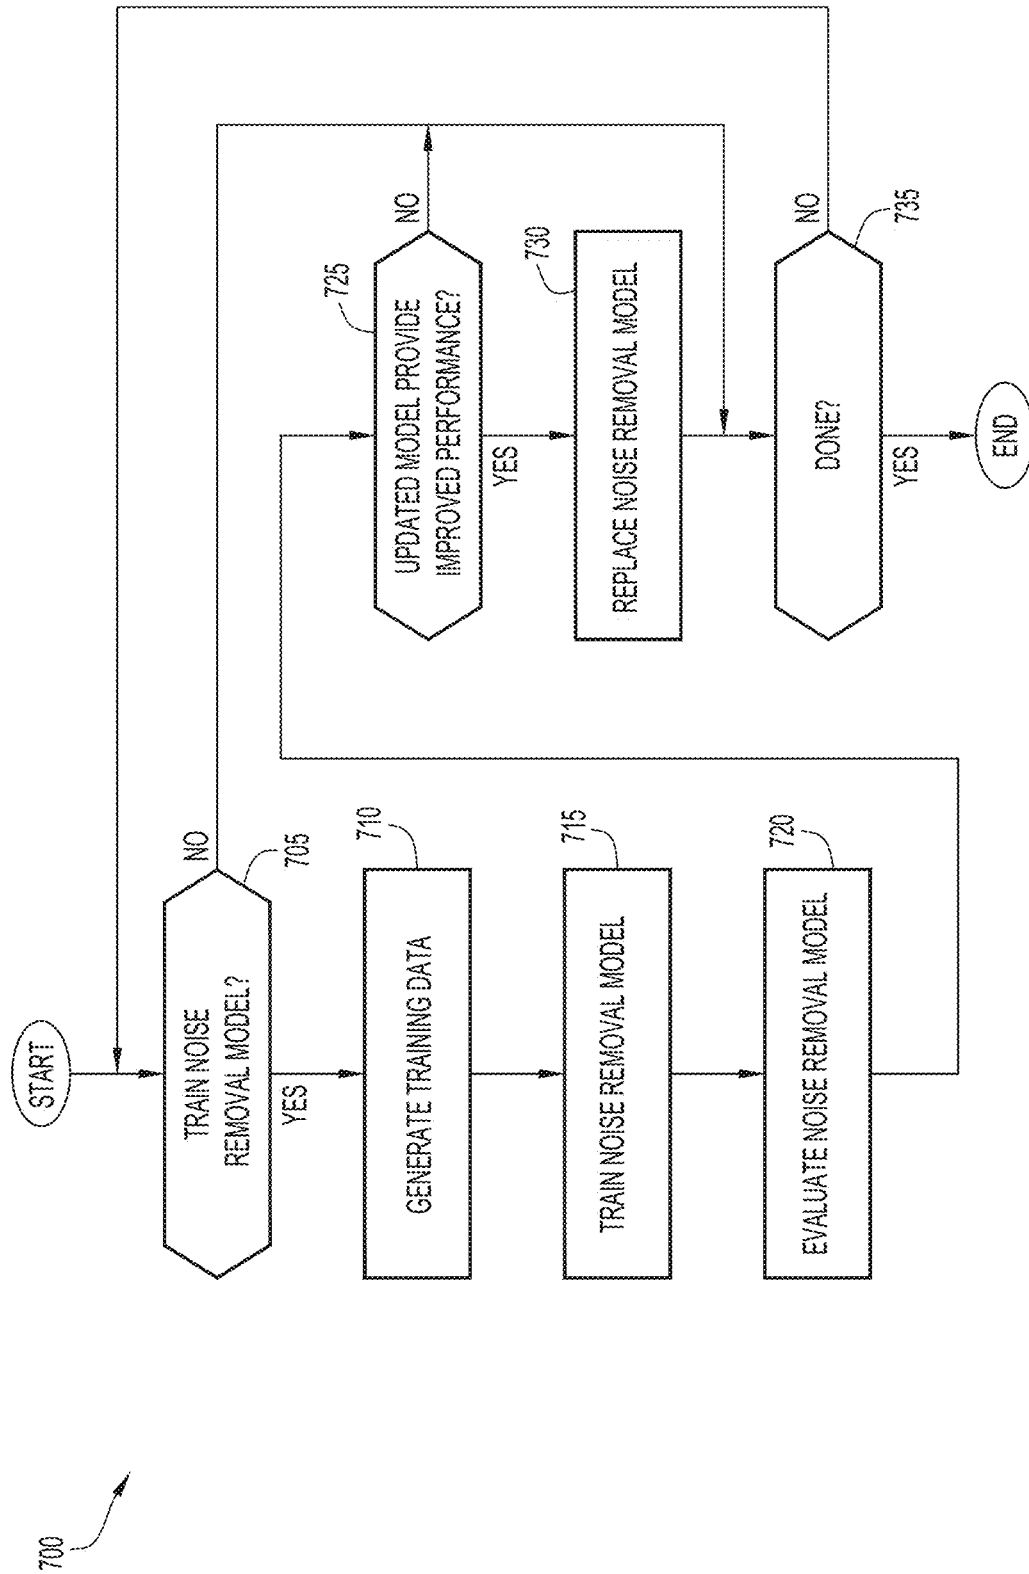 700
START
TRAIN NOISE
REMOVAL MODEL?
705
NO
YES
GENERATE TRAINING DATA
710
TRAIN NOISE REMOVAL MODEL
715
EVALUATE NOISE REMOVAL MODEL
720
UPDATED MODEL PROVIDE
IMPROVED PERFORMANCE?
725
NO
YES
REPLACE NOISE REMOVAL MODEL
730
DONE?
735
NO
YES
END